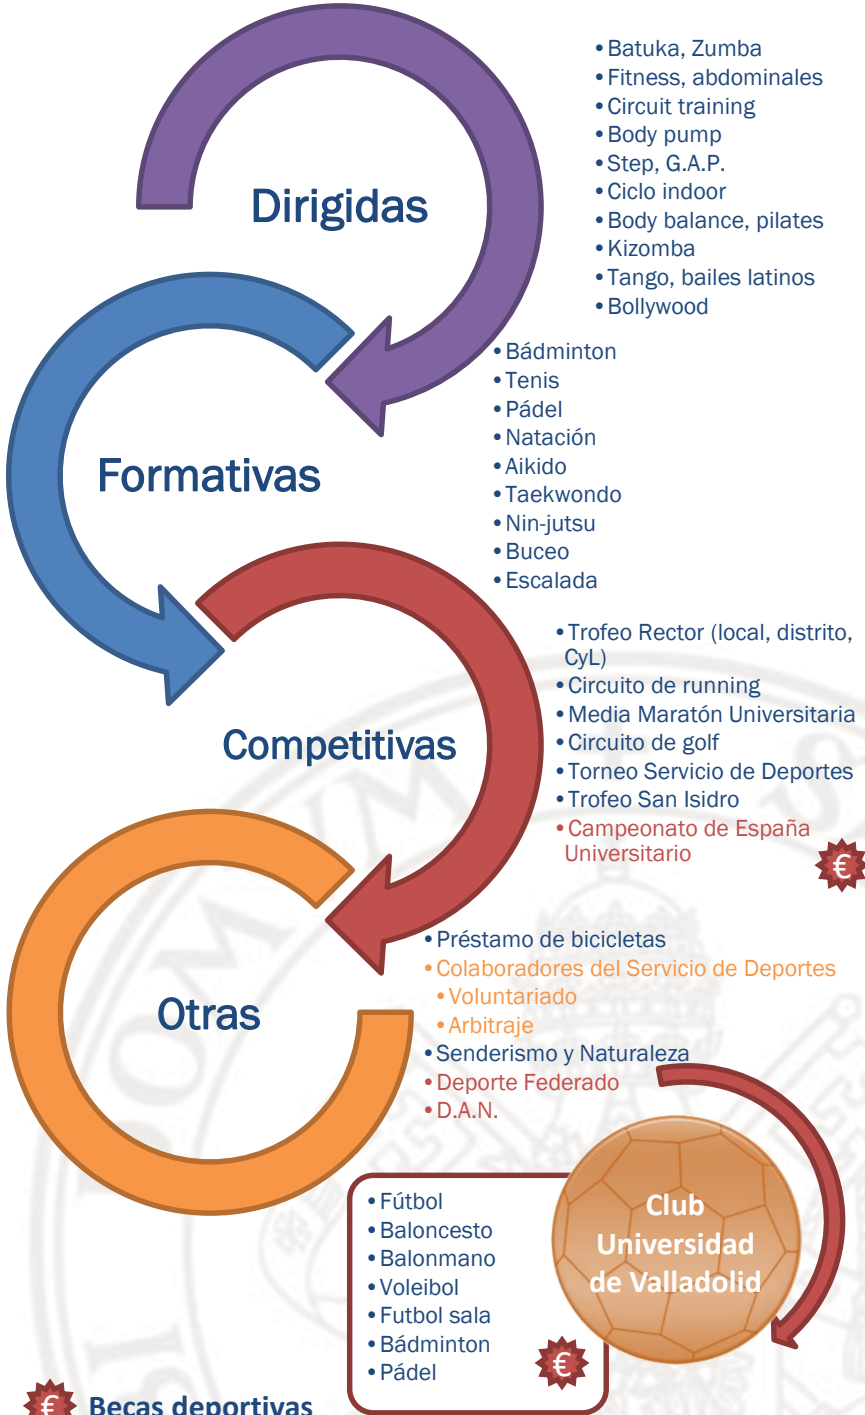 Dirigidas
•Batuka, Zumba
•Fitness, abdominales
•Circuit training
•Body pump
•Step, G.A.P.
•Ciclo indoor
•Body balance, pilates
•Kizomba
•Tango, bailes latinos
•Bollywood
Formativas
•Bádminton
•Tenis
•Pádel
•Natación
•Aikido
•Taekwondo
•Nin-jutsu
•Buceo
•Escalada
Competitivas
•Trofeo Rector (local, distrito,
CyL)
•Circuito de running
•Media Maratón Universitaria
•Circuito de golf
•Torneo Servicio de Deportes
•Trofeo San Isidro
•Campeonato de España
Universitario
€
Otras
•Préstamo de bicicletas
•Colaboradores del Servicio de Deportes
•Voluntariado
•Arbitraje
•Senderismo y Naturaleza
•Deporte Federado
•D.A.N.
Club
Universidad
de Valladolid
•Fútbol
•Baloncesto
•Balonmano
•Voleibol
•Futbol sala
•Bádminton
•Pádel
€
€ Becas deportivas